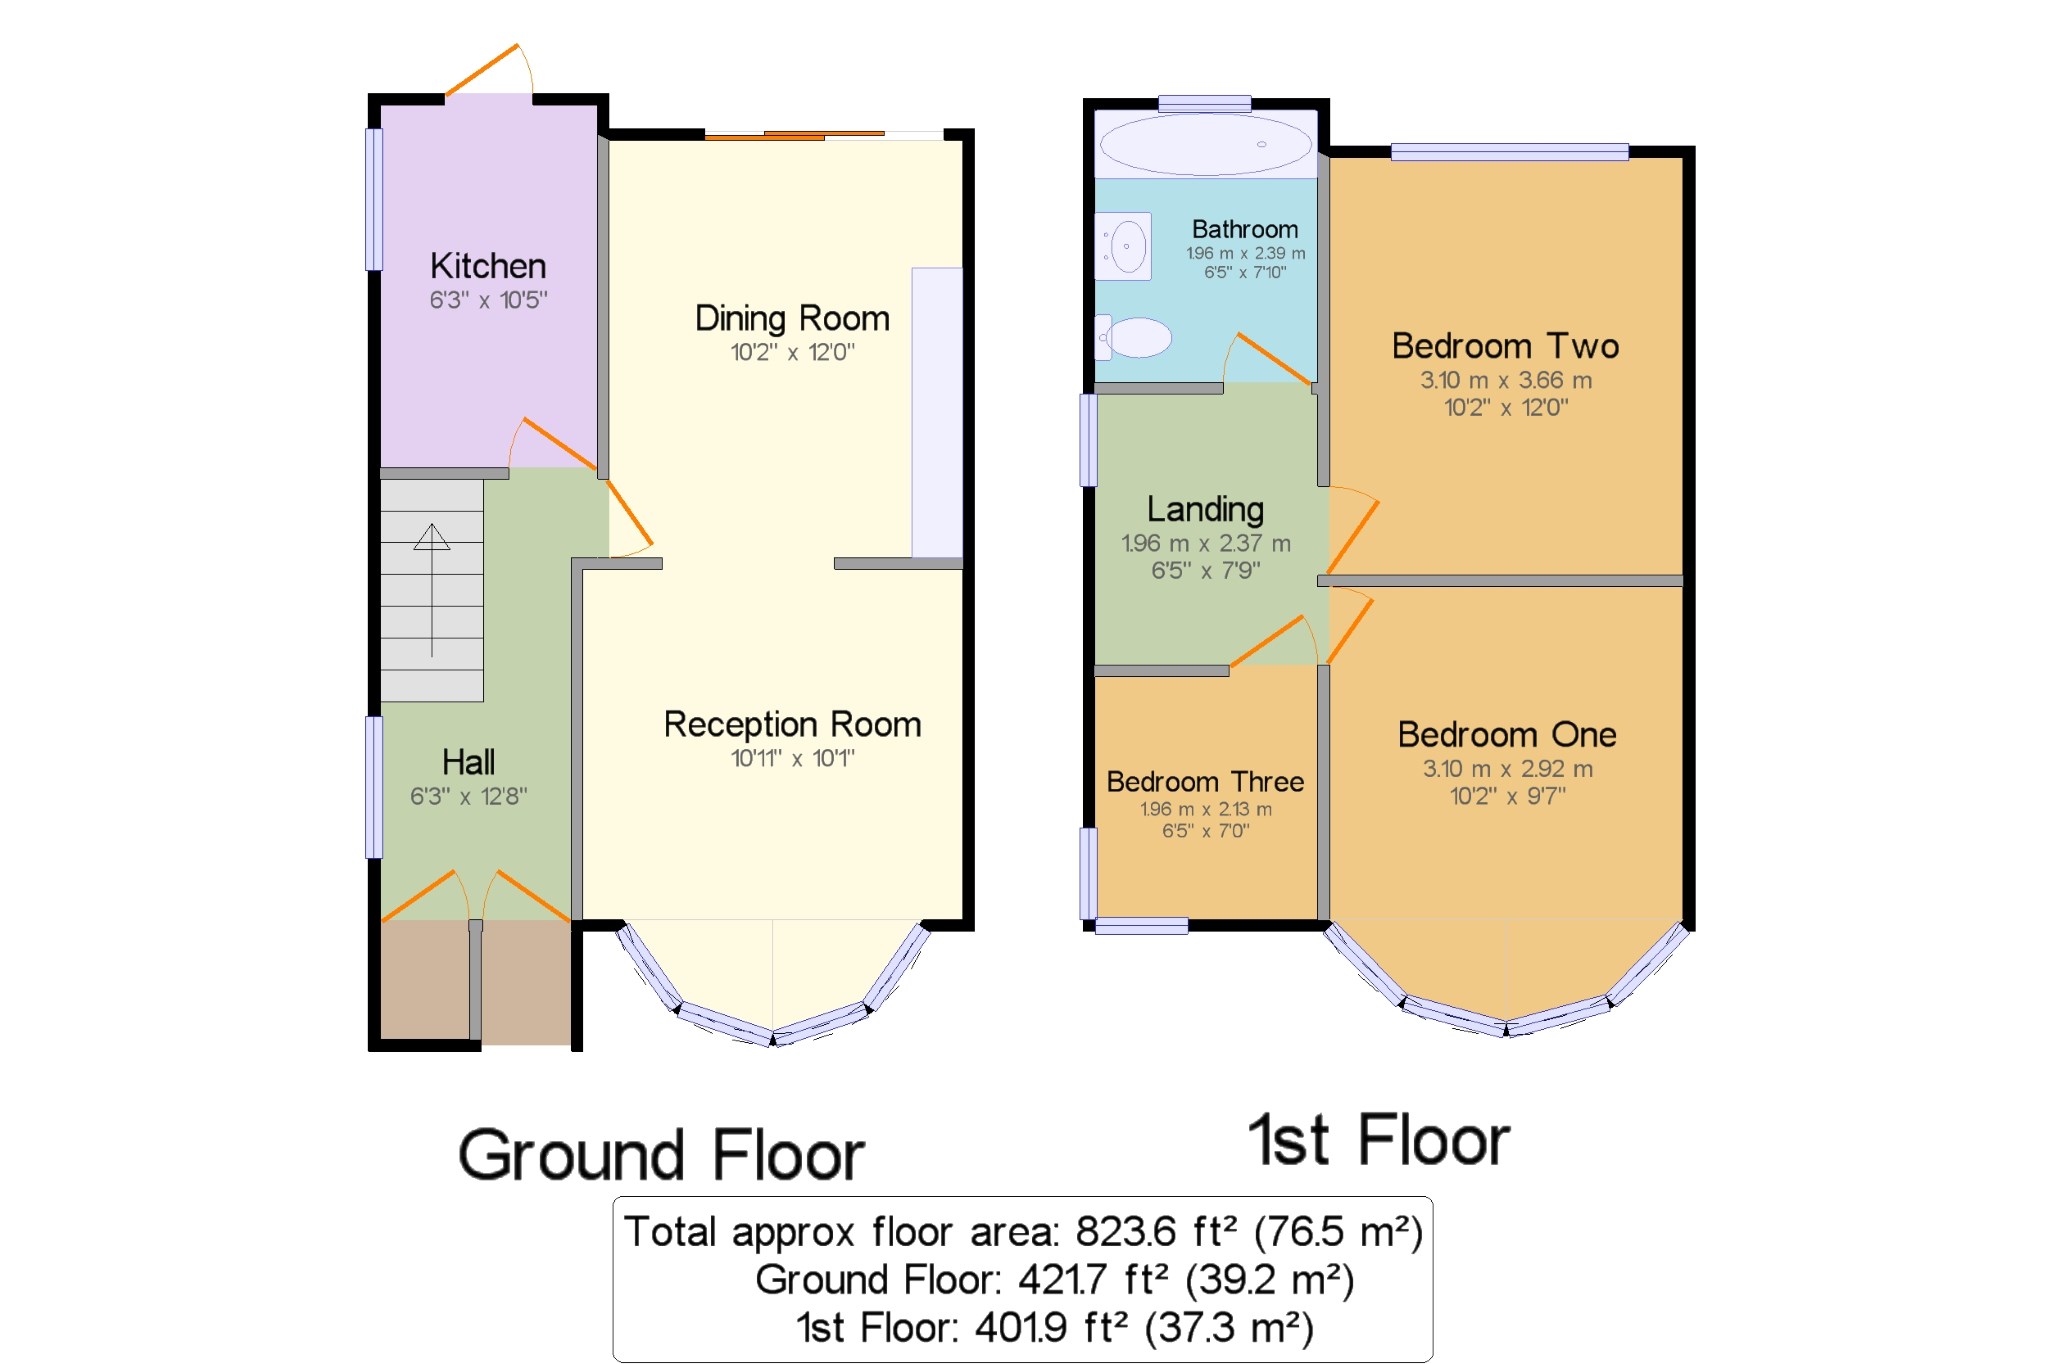 Kitchen
6'3" x 10'5"
Dining Room
10'2" x 12'0"
Reception Room
10'11" x 10'1"
Hall
6'3" x 12'8"
Ground Floor
Bathroom
1.96 m x 2.39 m
6'5" x 7'10"
Bedroom Two
3.10 m x 3.66 m
10'2" x 12'0"
Landing
1.96 m x 2.37 m
6'5" x 7'9"
Bedroom One
3.10 m x 2.92 m
10'2" x 9'7"
Bedroom Three
1.96 m x 2.13 m
6'5" x 7'0"
1st Floor
Total approx floor area: 823.6 ft² (76.5 m²)
Ground Floor: 421.7 ft² (39.2 m²)
1st Floor: 401.9 ft² (37.3 m²)